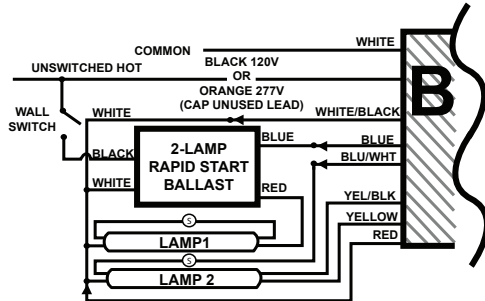 COMMON
WHITE
BLACK 120V
UNSWITCHED HOT
OR
ORANGE 277V
(CAP UNUSED LEAD)
B
WALL
SWITCH
WHITE
WHITE/BLACK
2-LAMP
RAPID START
BALLAST
BLACK
WHITE
BLUE
BLUE
BLU/WHT
RED
YEL/BLK
YELLOW
RED
S
LAMP1
S
LAMP 2